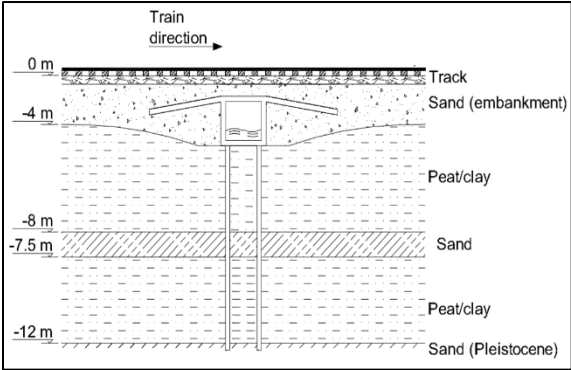 Train
direction
0 m
Track
Sand (embankment)
-4 m
Peat/clay
-8 m
Sand
-7.5 m
Peat/clay
-12 m
Sand (Pleistocene)